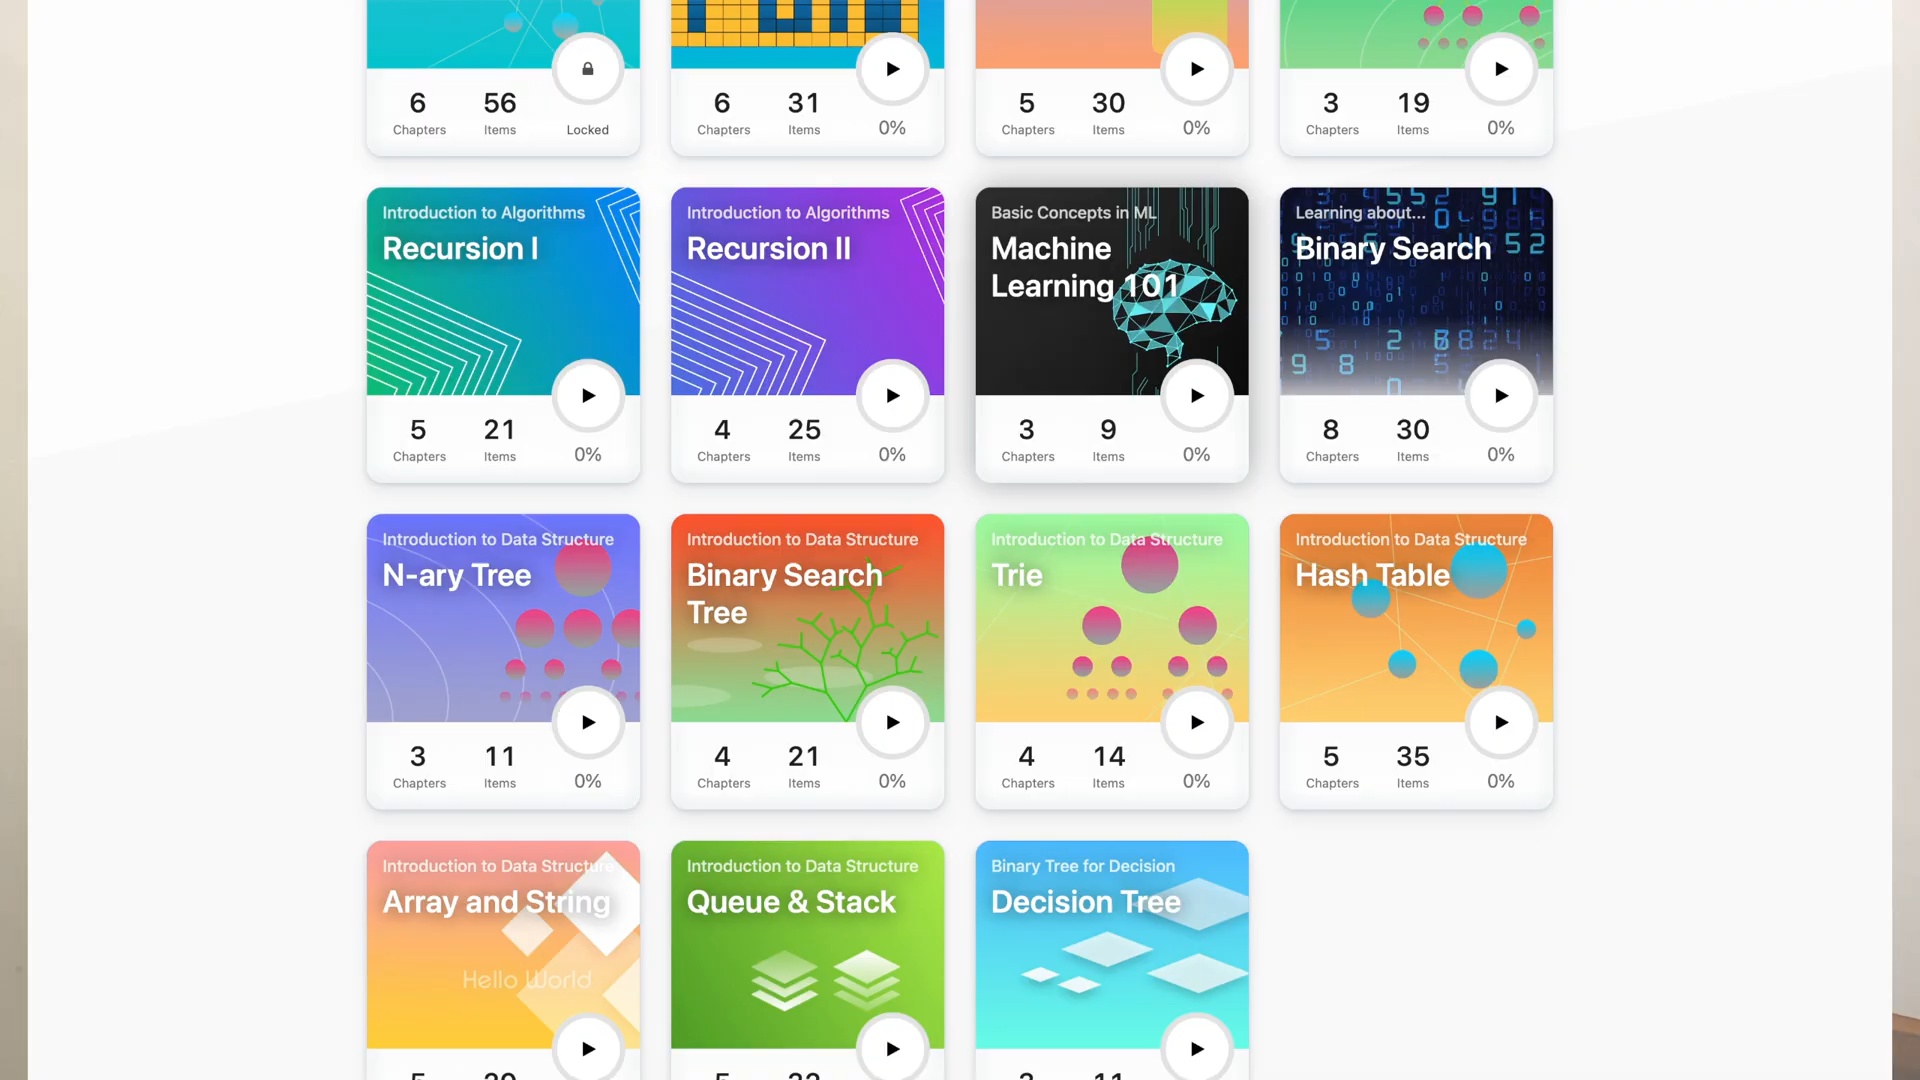 6 56
Chapters Items Locked
6 31
Chapters Items 0%
5 30
Chapters Items 0%
3 19
Chapters Items 0%
Introduction to Algorithms
Recursion I
5 21
Chapters Items 0%
Introduction to Algorithms
Recursion II
4 25
Chapters Items 0%
Basic Concepts in ML
Machine
Learning 101
3 9
Chapters Items 0%
Learning about...
Binary Search
8 30
Chapters Items 0%
Introduction to Data Structure
N-ary Tree
3 11
Chapters Items 0%
Introduction to Data Structure
Binary Search
Tree
4 21
Chapters Items 0%
Introduction to Data Structure
Trie
4 14
Chapters Items 0%
Introduction to Data Structure
Hash Table
5 35
Chapters Items 0%
Introduction to Data Structure
Array and String
Hello World
Introduction to Data Structure
Queue & Stack
Binary Tree for Decision
Decision Tree